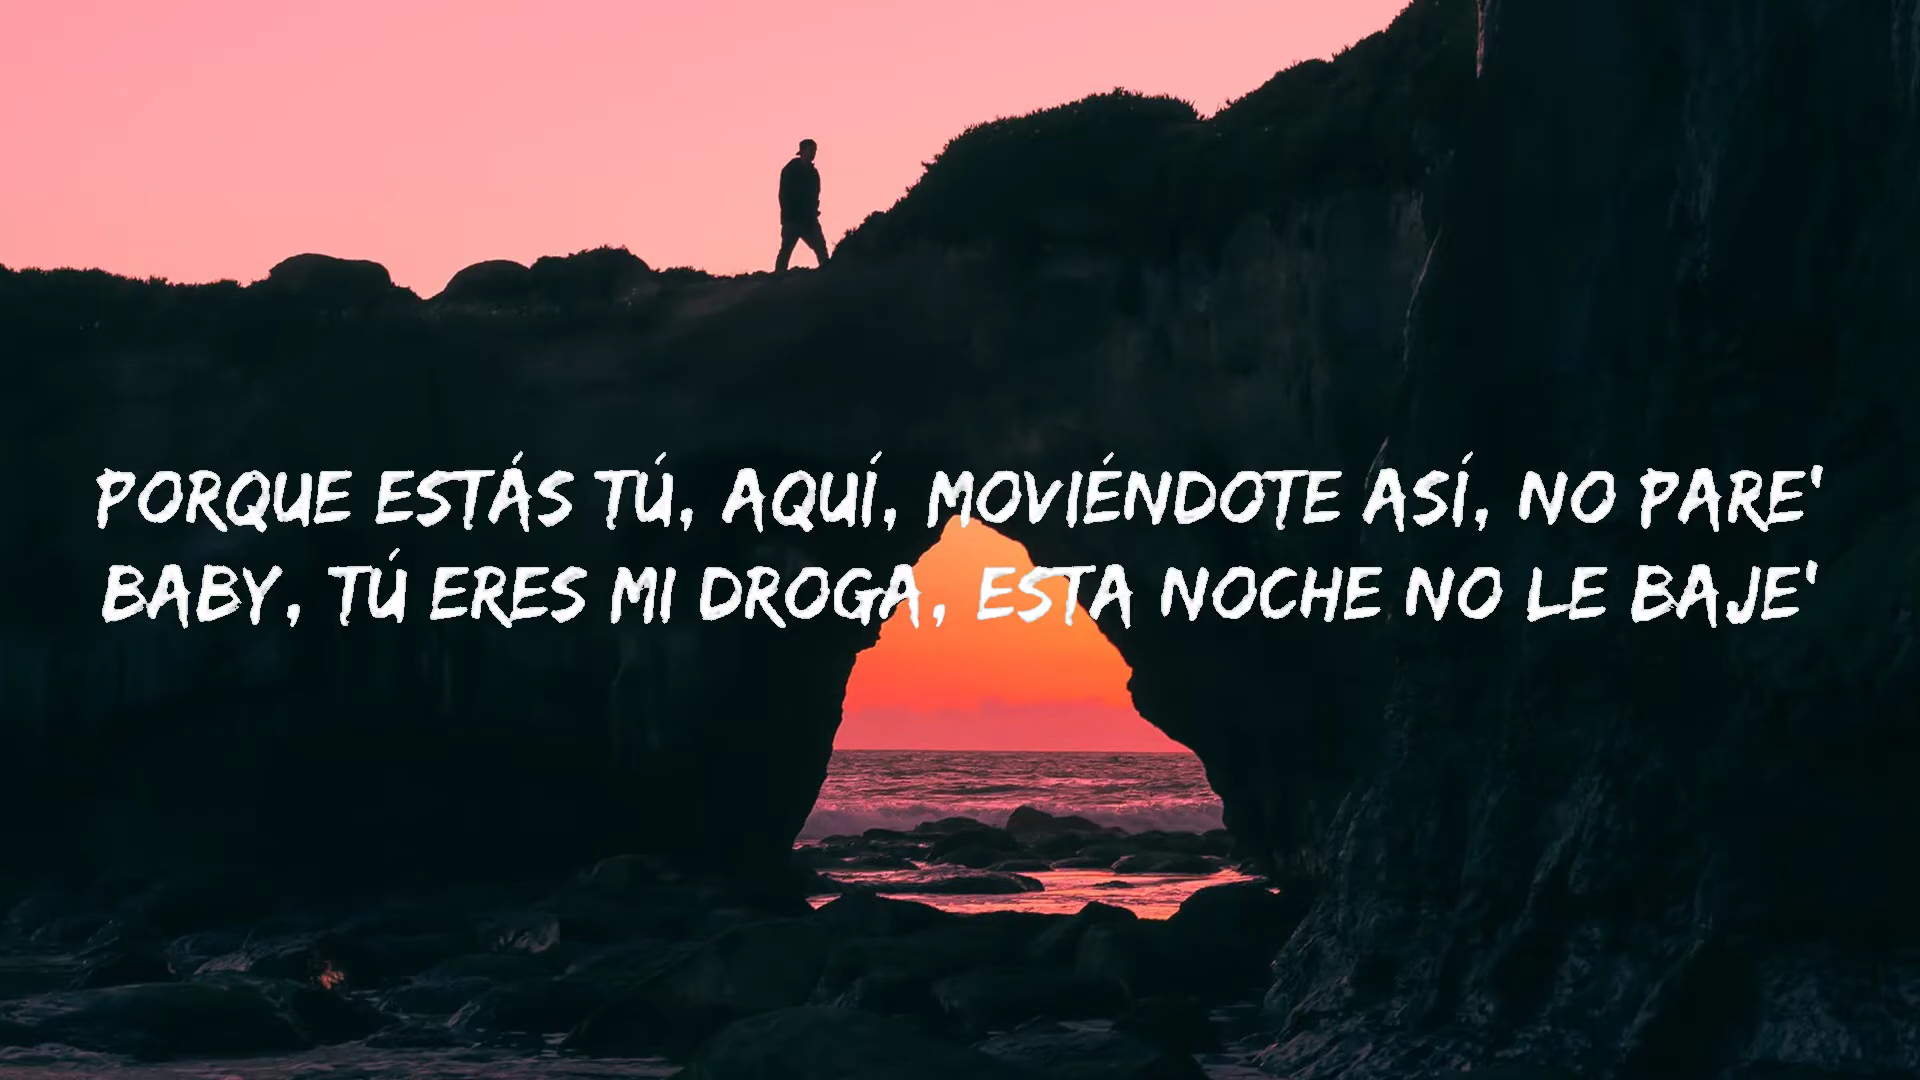 PORQUE ESTÁS TÚ, AQUÍ, MOVIÉNDOTE ASÍ, NO PARE'
BABY, TÚ ERES MI DROGA, ESTA NOCHE NO LE BAJE'